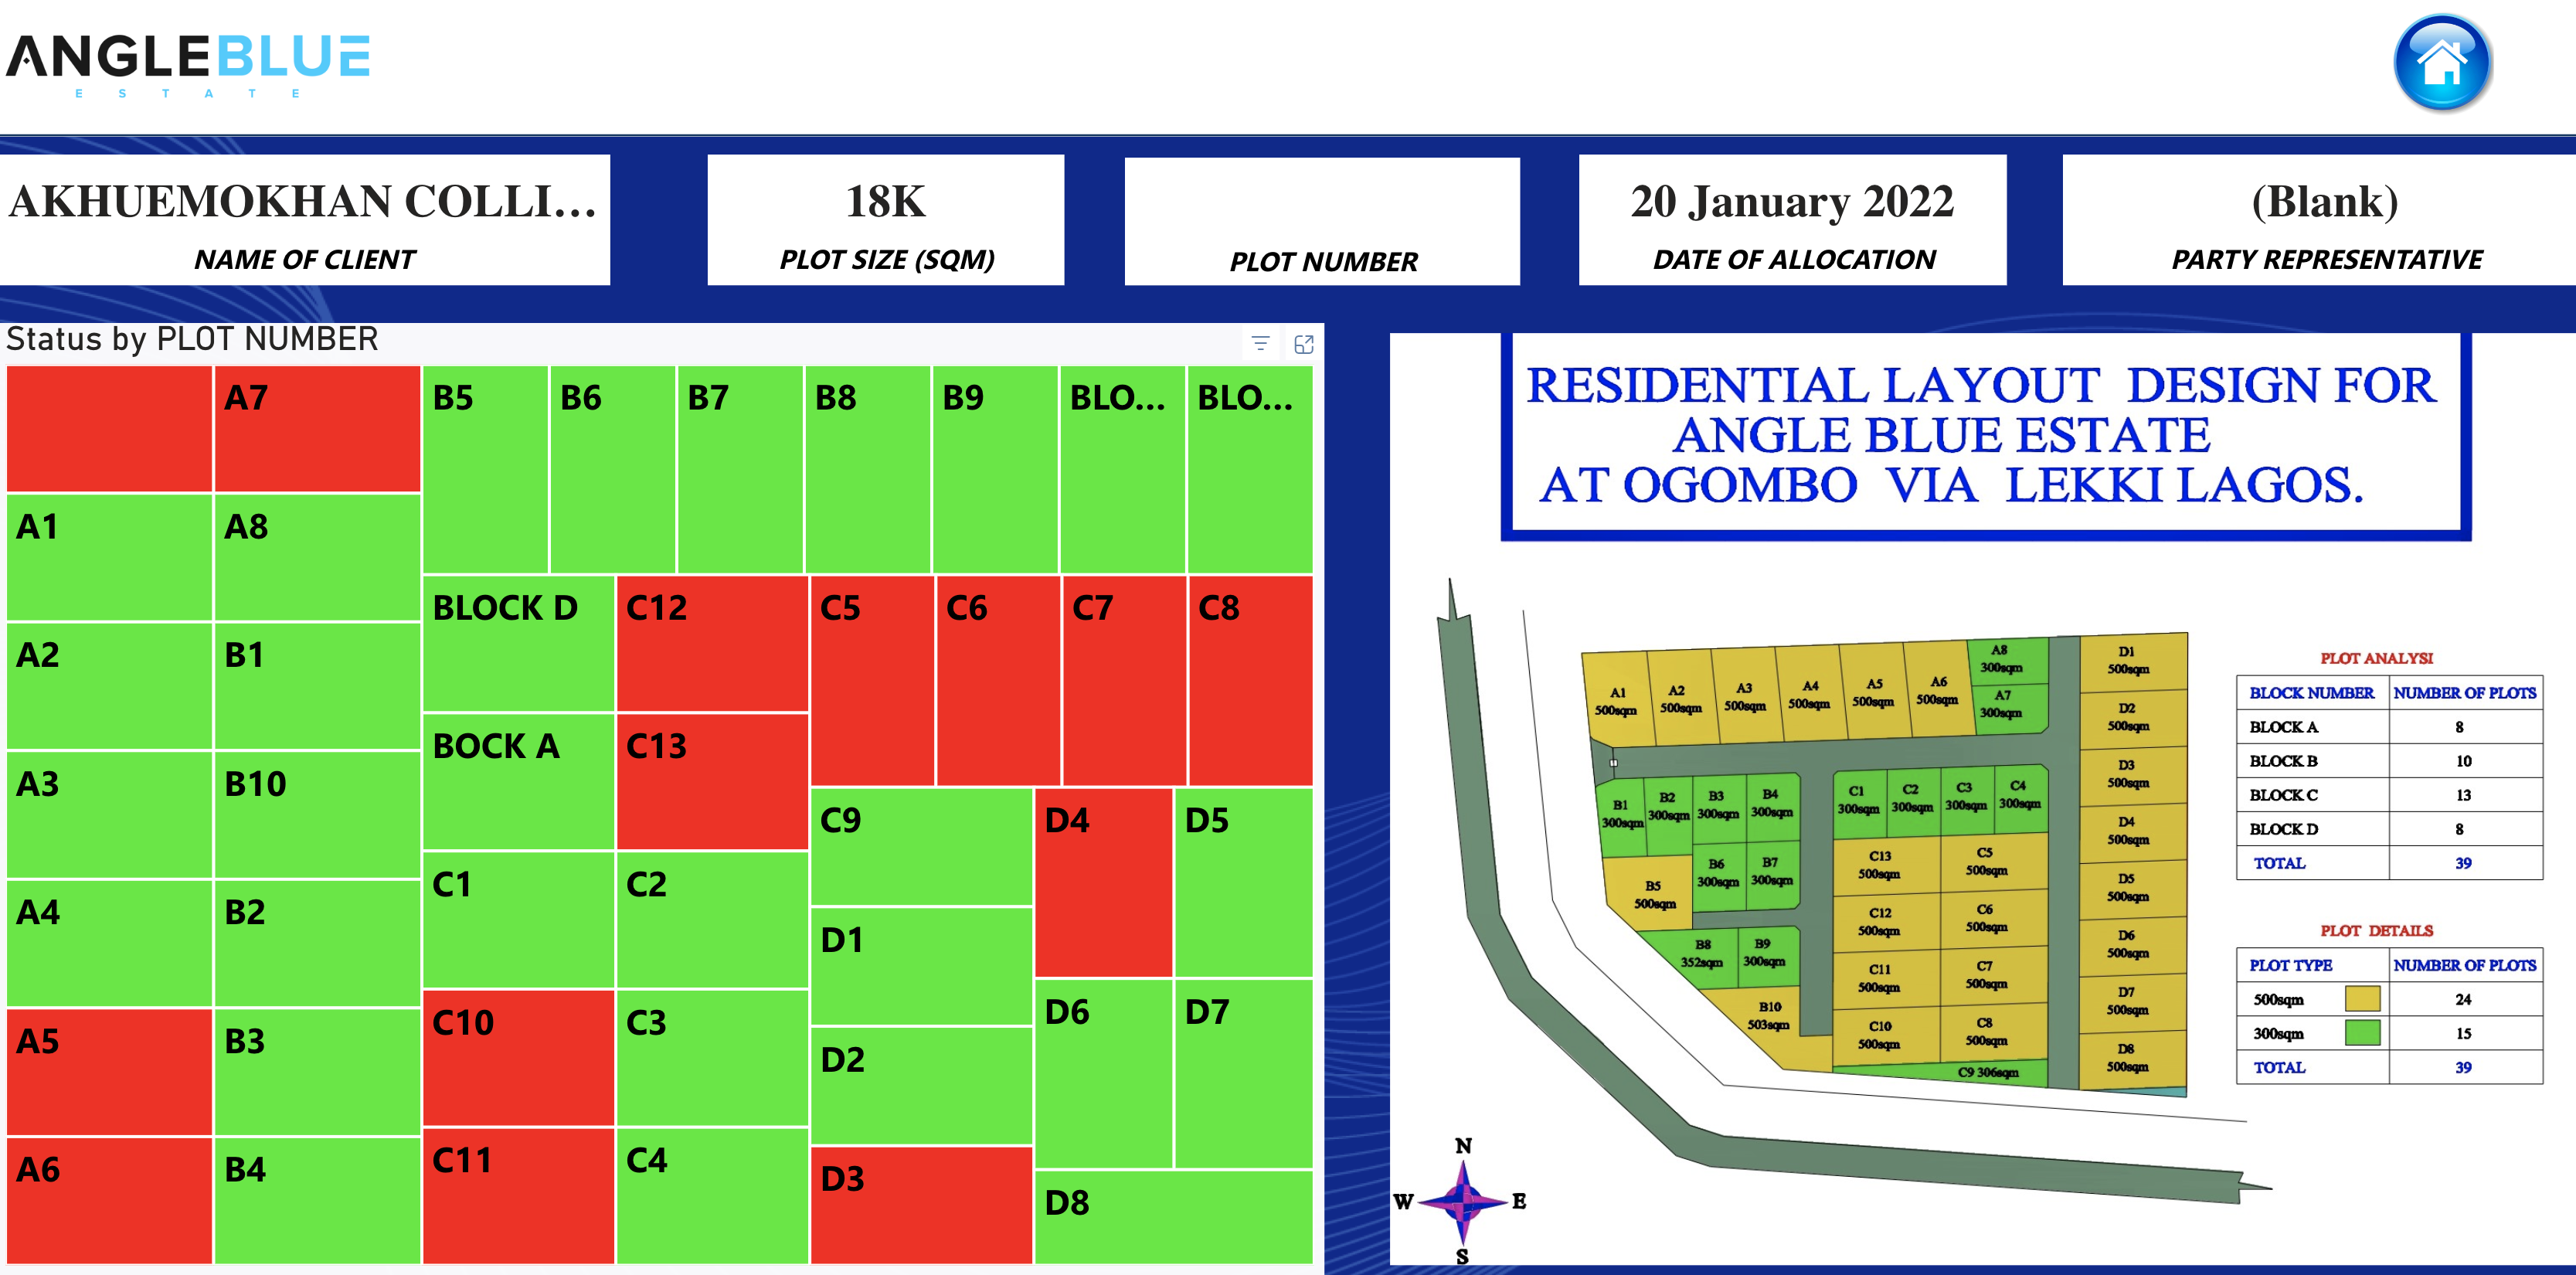 ANGLEBLUE
ESTATE
AKHUEMOKHAN COLLI...
NAME OF CLIENT
18K
PLOT SIZE (SQM)
PLOT NUMBER
20 January 2022
DATE OF ALLOCATION
(Blank)
PARTY REPRESENTATIVE
Status by PLOT NUMBER
A7
B5
B6
B7
B8
B9
BLO...
BLO...
A1
A8
BLOCK D
C12
C5
C6
C7
C8
A2
B1
BOCK A
C13
A3
B10
C9
D4
D5
A4
B2
C1
C2
D1
A5
B3
C10
C3
D2
D6
D7
A6
B4
C11
C4
D3
D8
RESIDENTIAL LAYOUT DESIGN FOR
ANGLE BLUE ESTATE
AT OGOMBO VIA LEKKI LAGOS.
A1
500sqm
A2
500sqm
A3
500sqm
A4
500sqm
A5
500sqm
A6
500sqm
A8
300sqm
A7
300sqm
D1
500sqm
D2
500sqm
D3
500sqm
D4
500sqm
D5
500sqm
D6
500sqm
D7
500sqm
D8
500sqm
B1
300sqm
B2
300sqm
B3
300sqm
B4
300sqm
B5
500sqm
B6
300sqm
B7
300sqm
B8
352sqm
B9
300sqm
B10
503sqm
C1
300sqm
C2
300sqm
C3
300sqm
C4
300sqm
C13
500sqm
C5
500sqm
C12
500sqm
C6
500sqm
C11
500sqm
C7
500sqm
C10
500sqm
C8
500sqm
C9 306sqm
PLOT ANALYSI
BLOCK NUMBER NUMBER OF PLOTS
BLOCK A 8
BLOCK B 10
BLOCK C 13
BLOCK D 8
TOTAL 39
PLOT DETAILS
PLOT TYPE NUMBER OF PLOTS
500sqm 24
300sqm 15
TOTAL 39
N
W
E
S